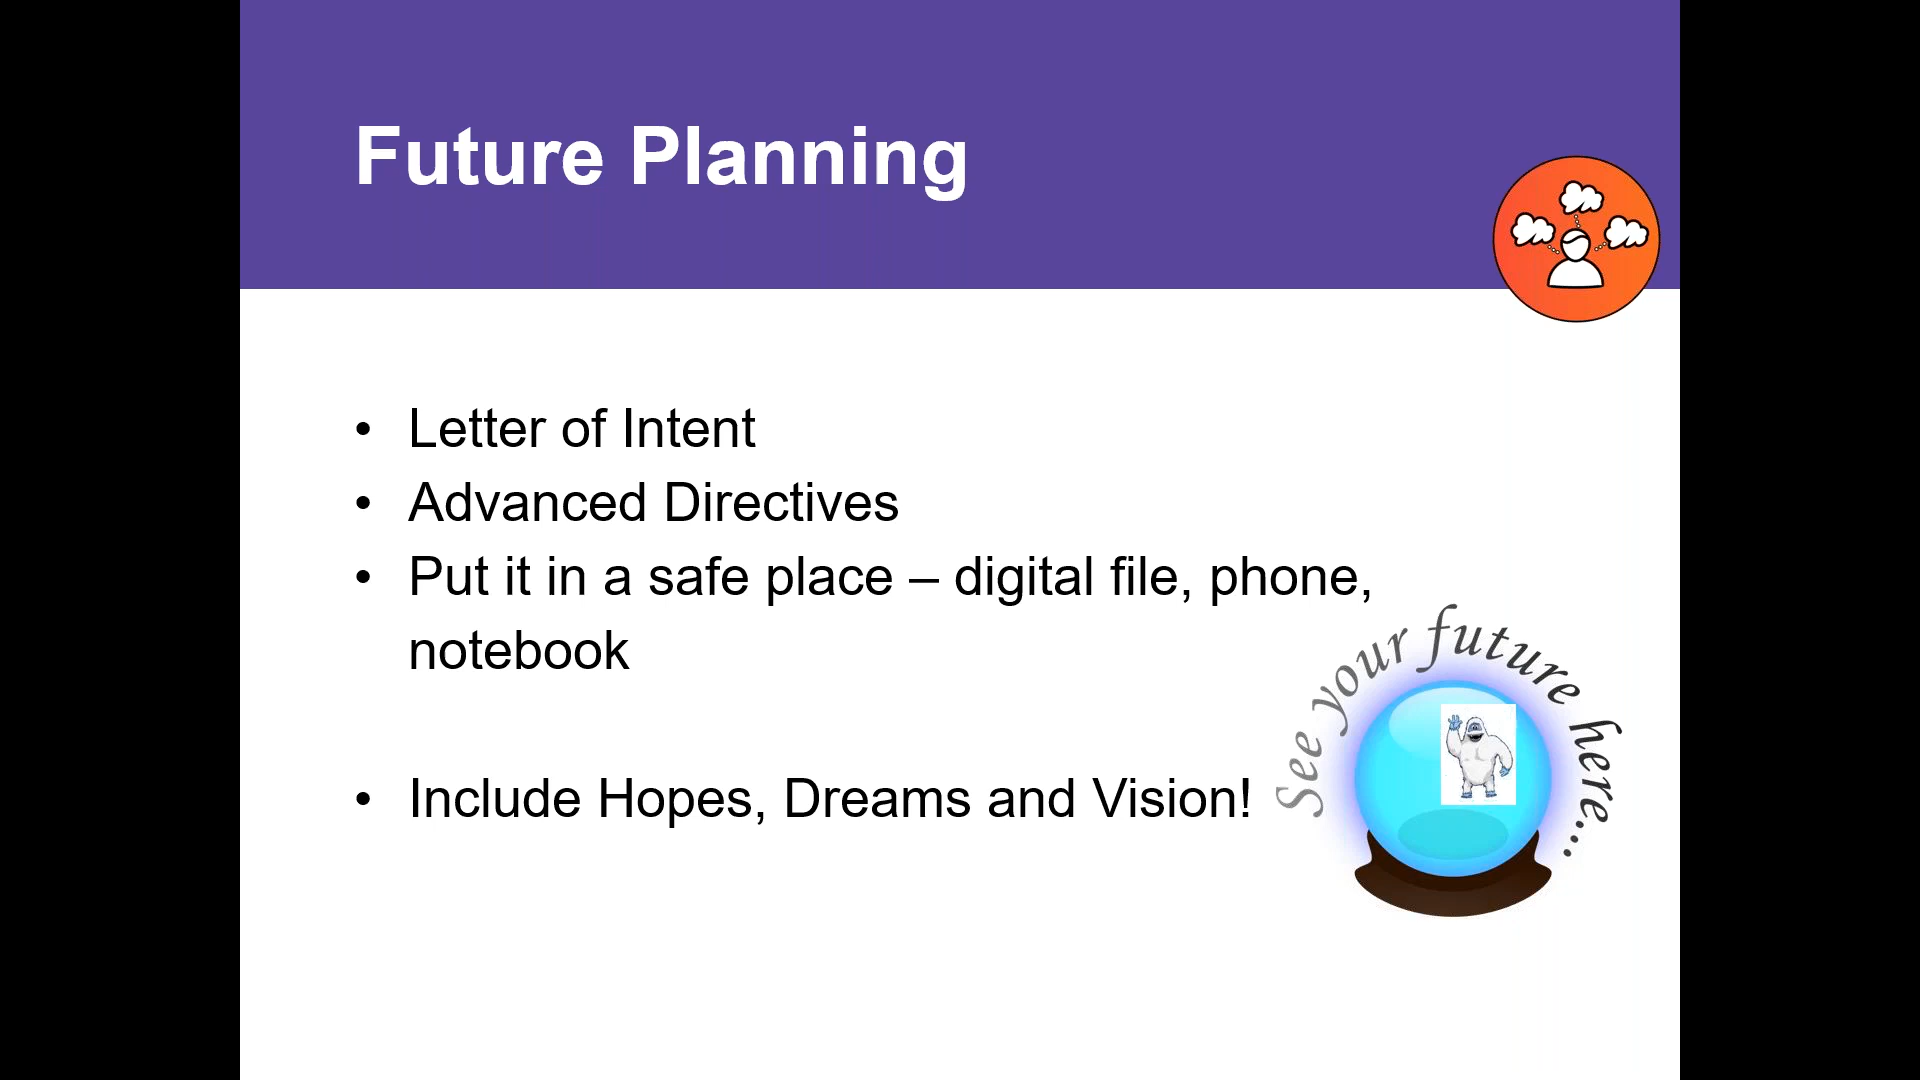 Future Planning
• Letter of Intent
• Advanced Directives
• Put it in a safe place – digital file, phone,
notebook
• Include Hopes, Dreams and Vision!
See your future here...